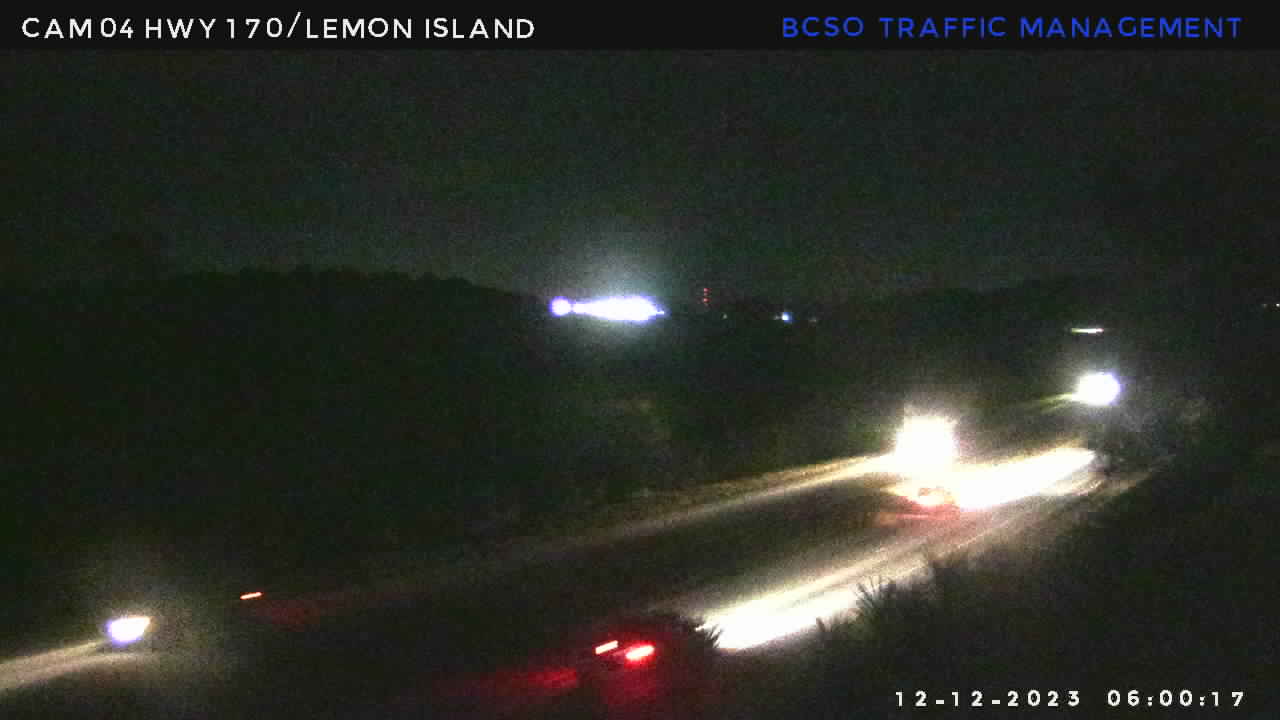 CAM04 HWY170/LEMON ISLAND
BCSO TRAFFIC MANAGEMENT
12-12-2023 06:00:17